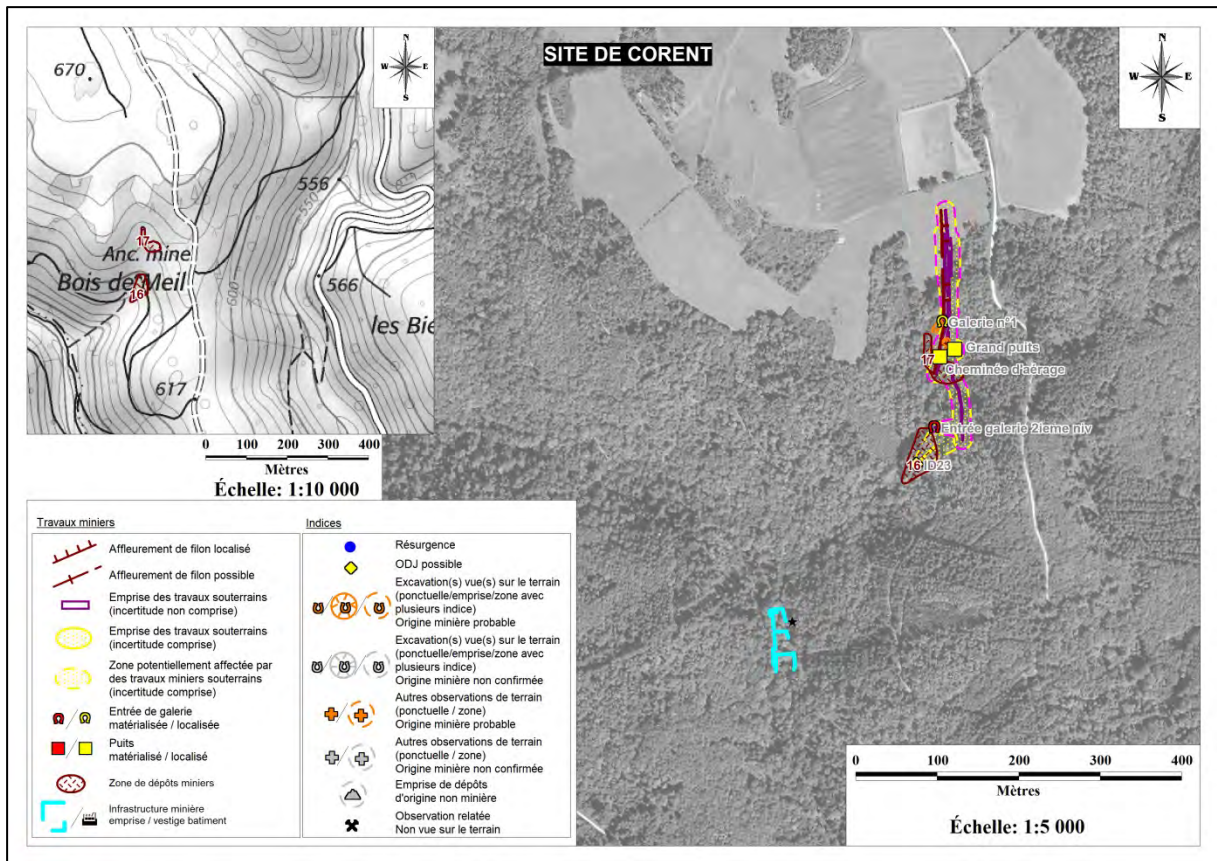 SITE DE CORENT
N
W E
S
670
556
550
17
Anc. mine
Bois de Meil
16
600
566
les Bie
617
0 100 200 300 400
Mètres
Échelle: 1:10 000
N
W E
S
Galerie n°1
Grand puits
17
Cheminée d'aérage
Entrée galerie 2ieme niv
16 ID23
0 100 200 300 400
Mètres
Échelle: 1:5 000
Travaux miniers
Affleurement de filon localisé
Affleurement de filon possible
Emprise des travaux souterrains
(incertitude non comprise)
Emprise des travaux souterrains
(incertitude comprise)
Zone potentiellement affectée par
des travaux miniers souterrains
(incertitude comprise)
Entrée de galerie
matérialisée / localisée
Puits
matérialisé / localisé
Zone de dépôts miniers
Infrastructure minière
emprise / vestige batiment
Indices
Résurgence
ODJ possible
Excavation(s) vue(s) sur le terrain
(ponctuelle/emprise/zone avec
plusieurs indice)
Origine minière probable
Excavation(s) vue(s) sur le terrain
(ponctuelle/emprise/zone avec
plusieurs indice)
Origine minière non confirmée
Autres observations de terrain
(ponctuelle / zone)
Origine minière probable
Autres observations de terrain
(ponctuelle / zone)
Origine minière non confirmée
Emprise de dépôts
d'origine non minière
Observation relatée
Non vue sur le terrain